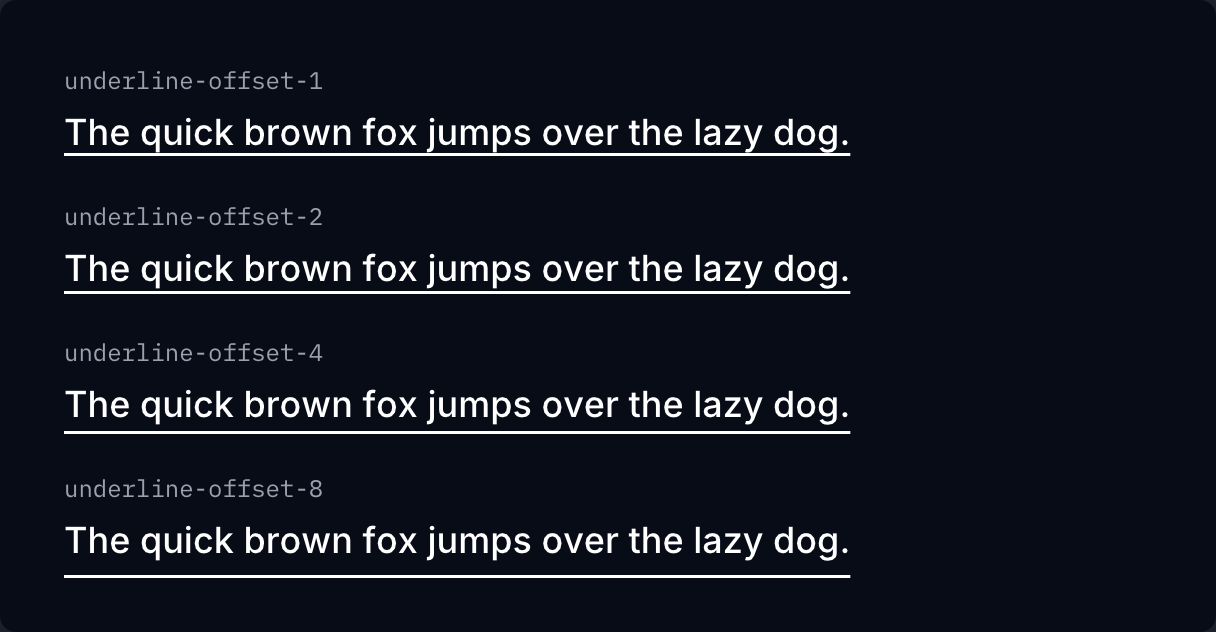 underline-offset-1
The quick brown fox jumps over the lazy dog.
underline-offset-2
The quick brown fox jumps over the lazy dog.
underline-offset-4
The quick brown fox jumps over the lazy dog.
underline-offset-8
The quick brown fox jumps over the lazy dog.